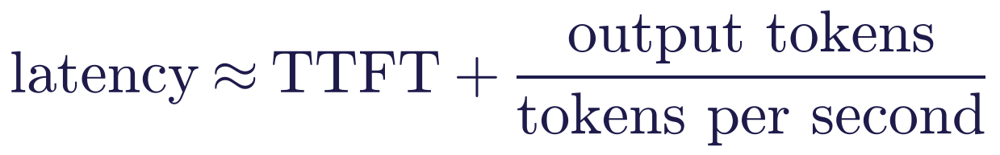 latency ≈ TTFT + output tokens / tokens per second